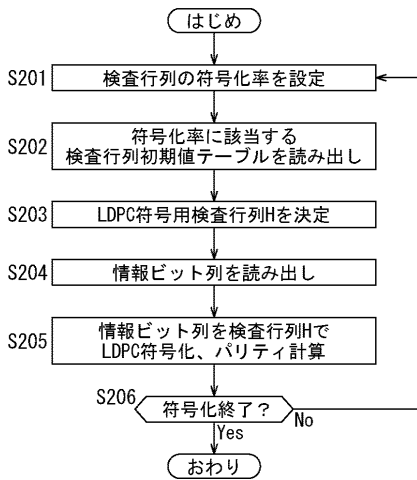 はじめ
S201 検査行列の符号化率を設定
S202 符号化率に該当する
検査行列初期値テーブルを読み出し
S203 LDPC符号用検査行列Hを決定
S204 情報ビット列を読み出し
S205 情報ビット列を検査行列Hで
LDPC符号化、パリティ計算
S206 符号化終了？
No
Yes
おわり